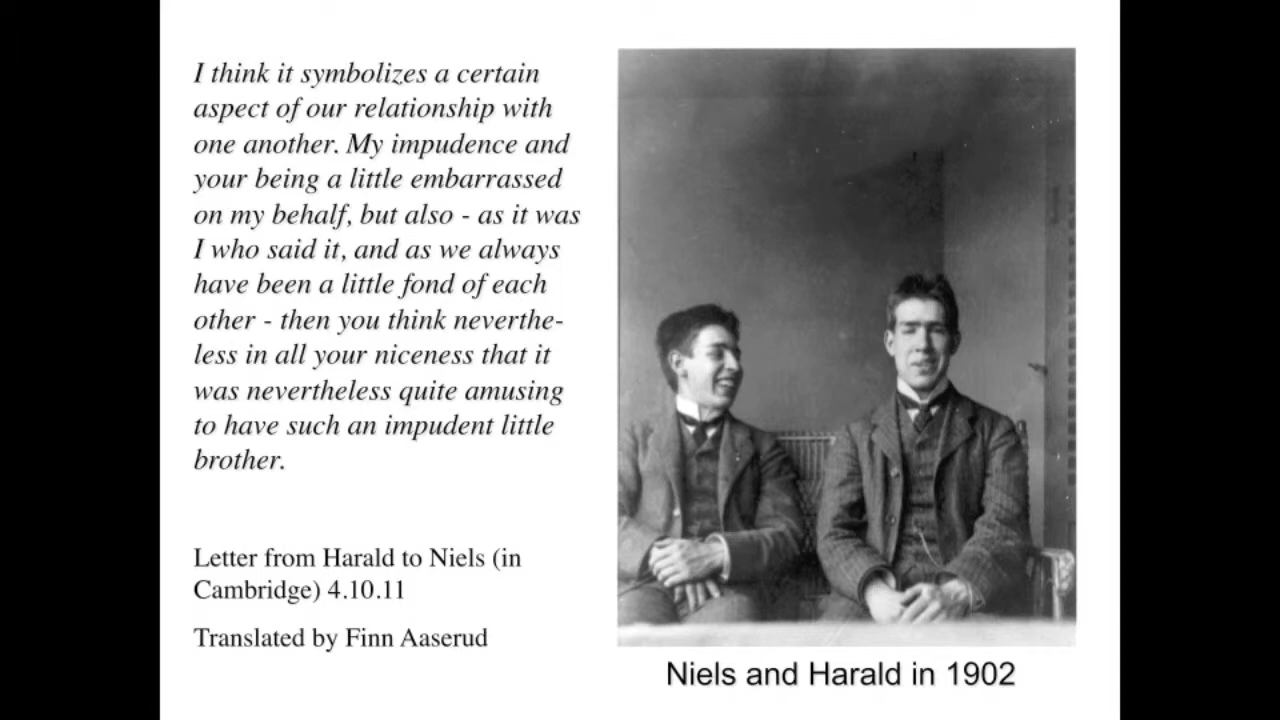 I think it symbolizes a certain
aspect of our relationship with
one another. My impudence and
your being a little embarrassed
on my behalf, but also - as it was
I who said it, and as we always
have been a little fond of each
other - then you think neverthe-
less in all your niceness that it
was nevertheless quite amusing
to have such an impudent little
brother.
Letter from Harald to Niels (in
Cambridge) 4.10.11
Translated by Finn Aaserud
Niels and Harald in 1902